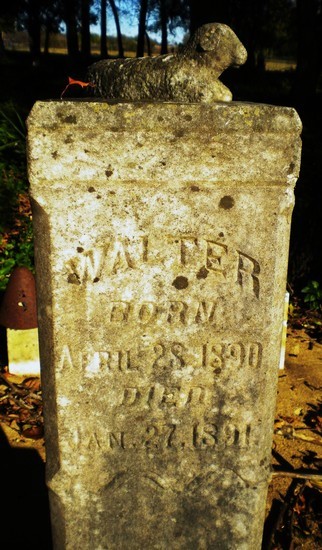 WALTER
BORN
APRIL 28, 1890
DIED
JAN. 27, 1891.